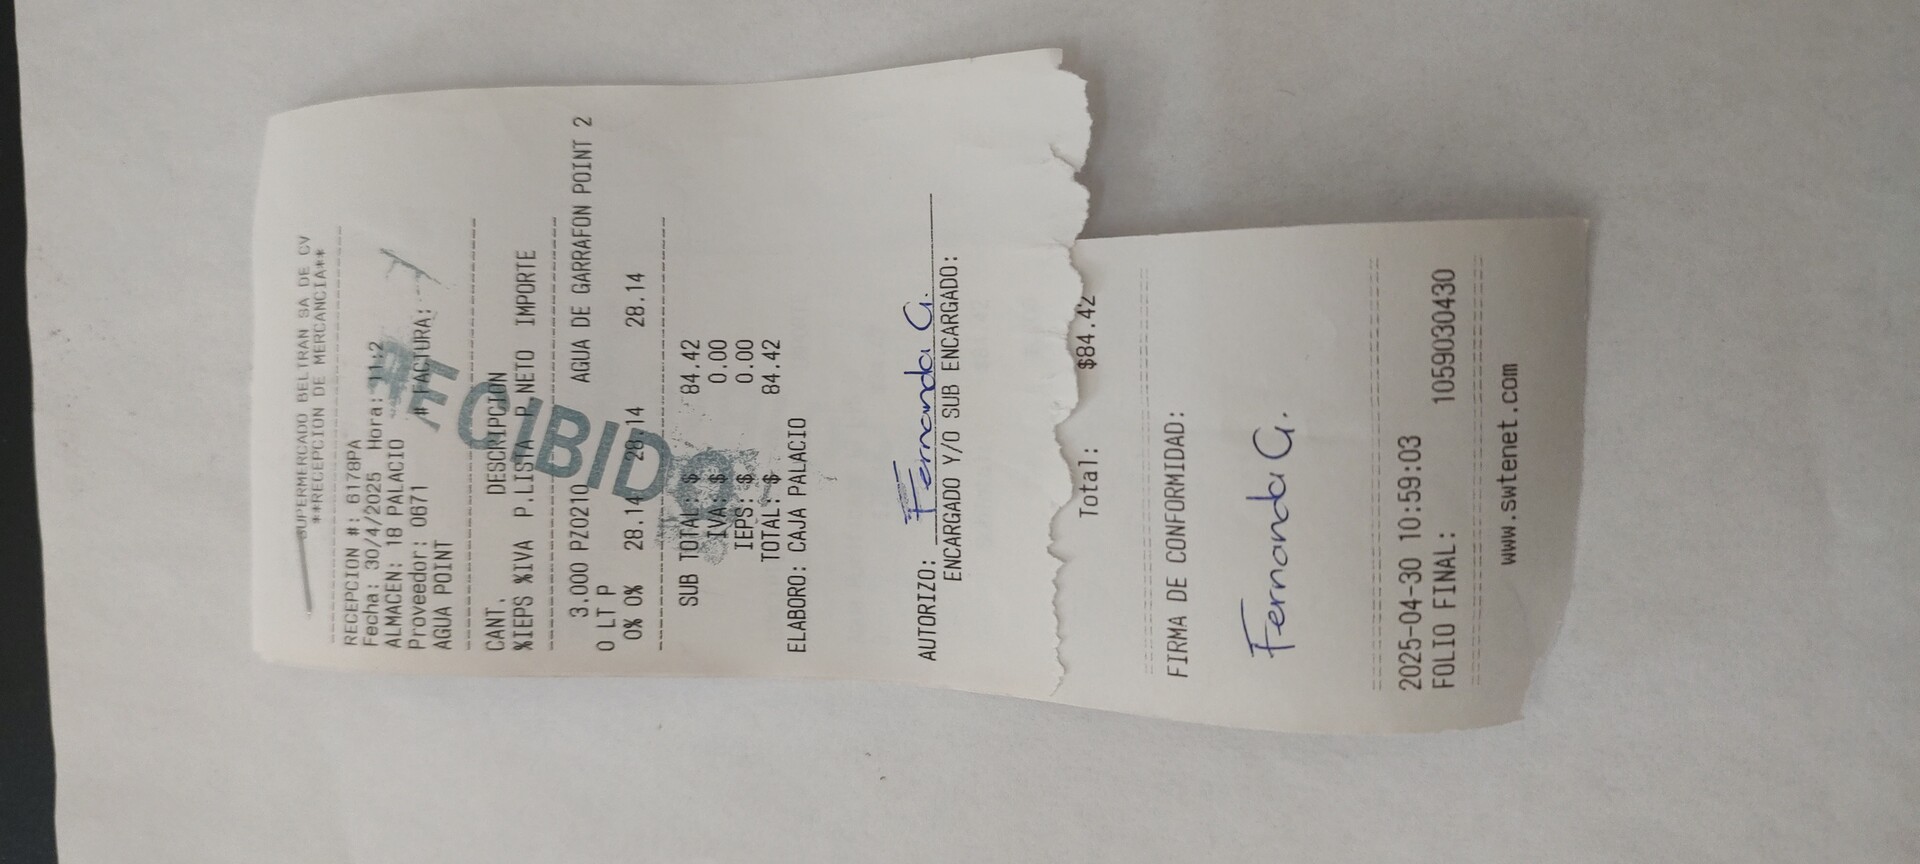 SUPERMERCADO BELTRAN SA DE CV
**RECEPCION DE MERCANCIA**
RECEPCION #: 6178PA
Fecha: 30/4/2025 Hora: 11:2
ALMACEN: 18 PALACIO
Proveedor: 0671 # FACTURA:
AGUA POINT
CANT. DESCRIPCION
%IEPS %IVA P.LISTA P.NETO IMPORTE
3.000 PZ0210 AGUA DE GARRAFON POINT 2
0 LT P
0% 0% 28.14 28.14 28.14
RECIBIDO
SUB TOTAL: $ 84.42
IVA: $ 0.00
IEPS: $ 0.00
TOTAL: $ 84.42
ELABORO: CAJA PALACIO
AUTORIZO: Fernanda G.
ENCARGADO Y/O SUB ENCARGADO:
Total: $84.42
FIRMA DE CONFORMIDAD:
Fernanda G.
2025-04-30 10:59:03
FOLIO FINAL: 1059030430
www.swtenet.com